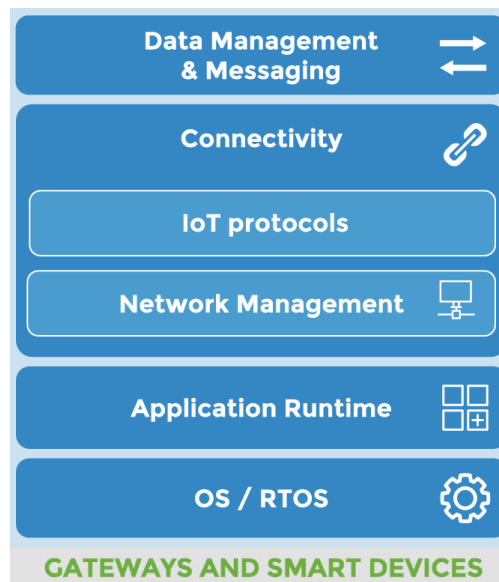 Data Management
& Messaging
Connectivity
IoT protocols
Network Management
Application Runtime
OS / RTOS
GATEWAYS AND SMART DEVICES